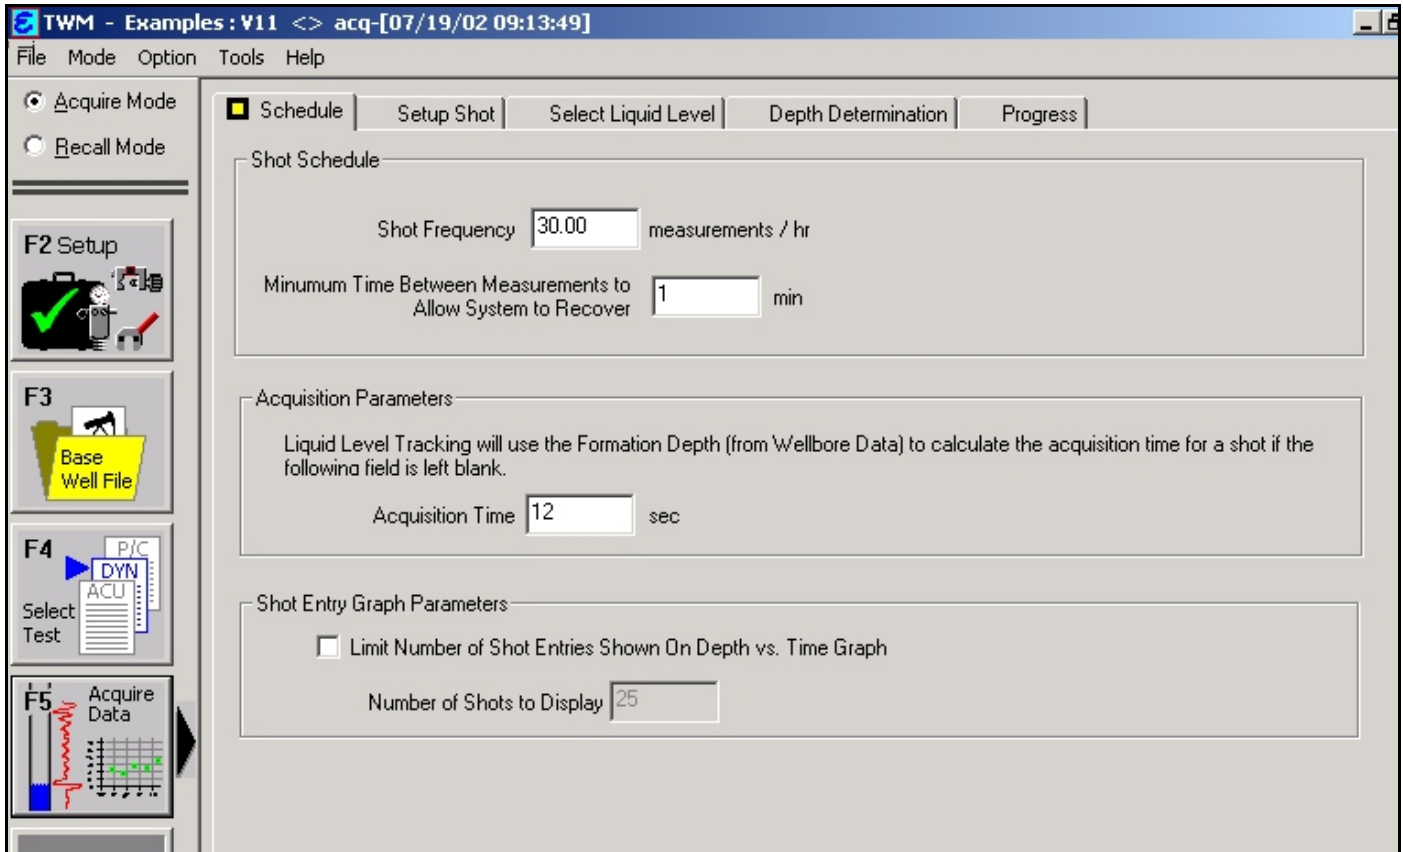 TWM - Examples : V11 <> acq-[07/19/02 09:13:49]
File Mode Option Tools Help
Acquire Mode
Recall Mode
F2 Setup
F3
Base
Well File
F4
P/C
DYN
ACU
Select
Test
F5
Acquire
Data
Schedule
Setup Shot
Select Liquid Level
Depth Determination
Progress
Shot Schedule
Shot Frequency 30.00 measurements / hr
Minumum Time Between Measurements to
Allow System to Recover 1 min
Acquisition Parameters
Liquid Level Tracking will use the Formation Depth (from Wellbore Data) to calculate the acquisition time for a shot if the
following field is left blank.
Acquisition Time 12 sec
Shot Entry Graph Parameters
Limit Number of Shot Entries Shown On Depth vs. Time Graph
Number of Shots to Display 25